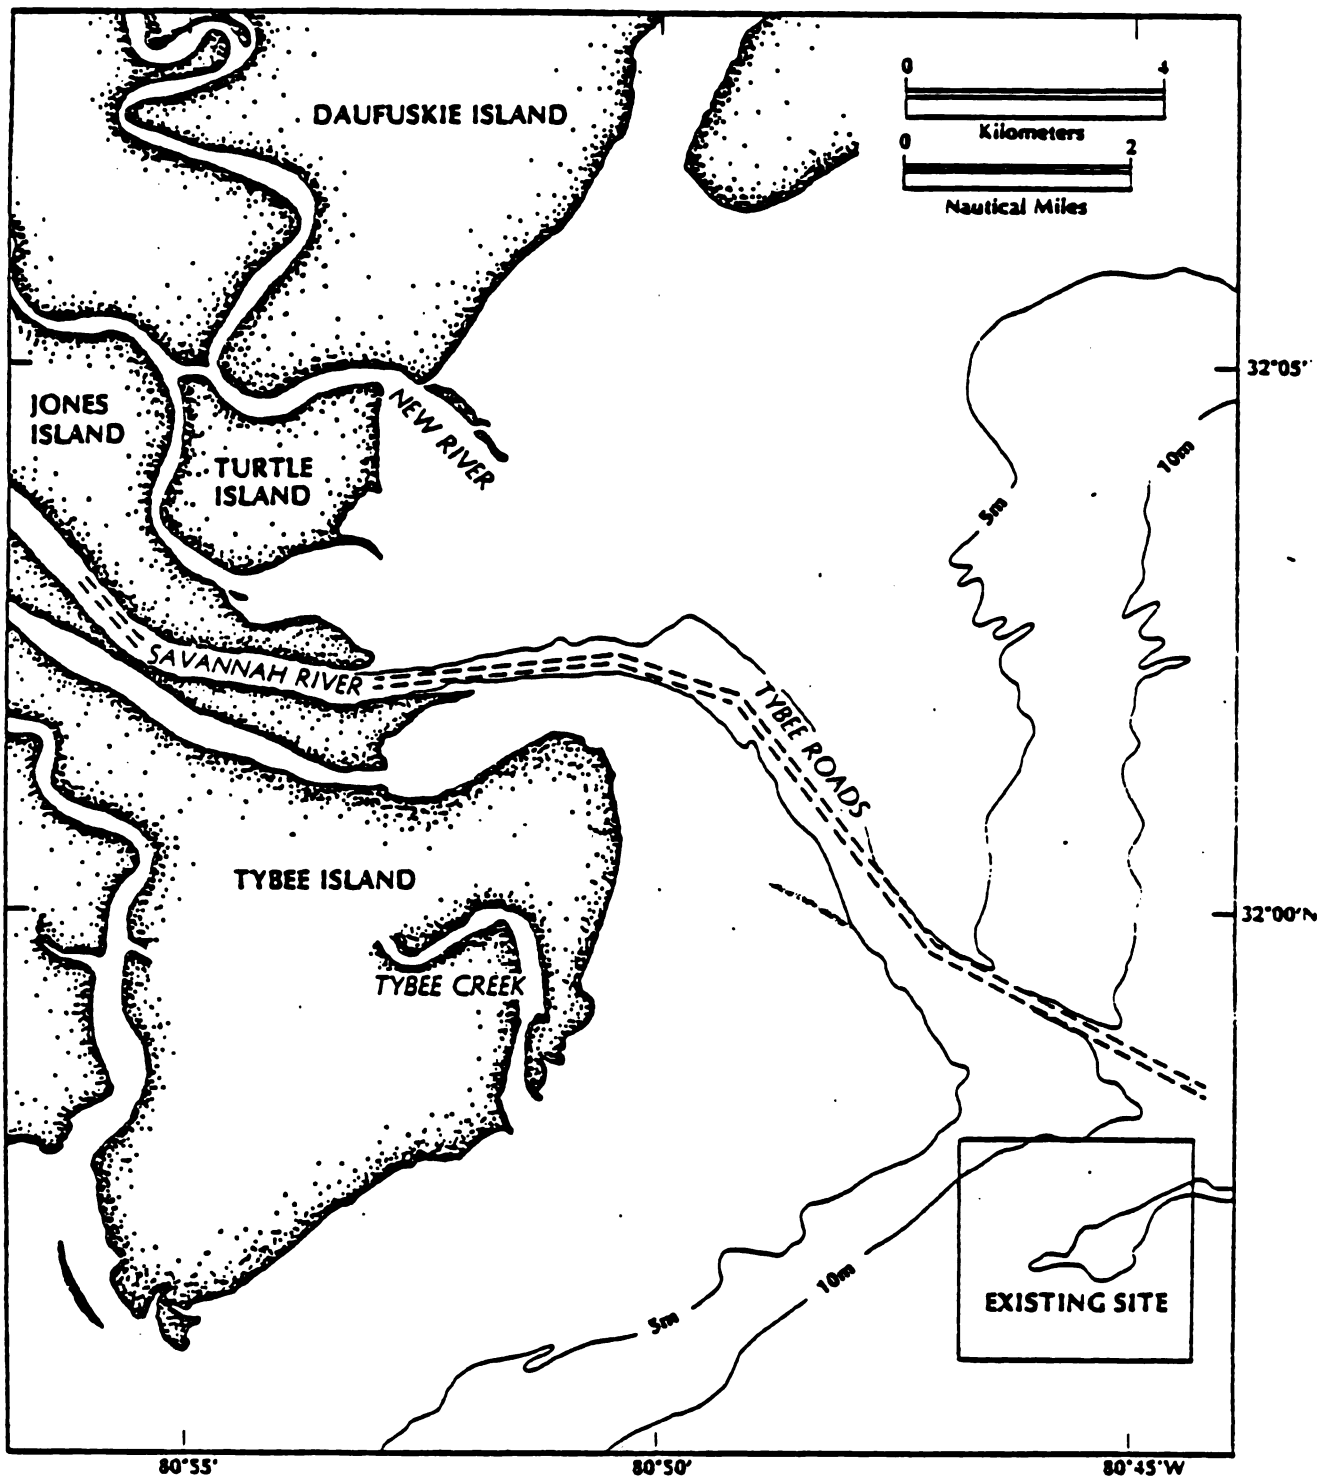 DAUFUSKIE ISLAND
0 4
Kilometers
0 2
Nautical Miles
32°05'
JONES
ISLAND
NEW RIVER
10m
TURTLE
ISLAND
5m
SAVANNAH RIVER
TYBEE ROADS
TYBEE ISLAND
32°00'N
TYBEE CREEK
10m
EXISTING SITE
5m
80°55' 80°50' 80°45'W